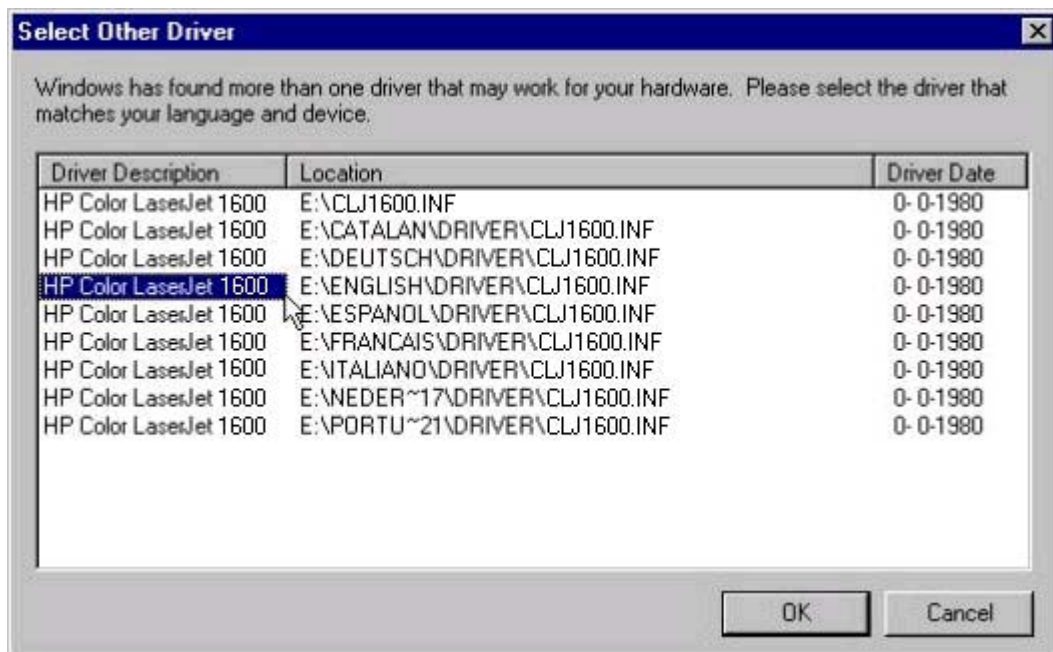 Select Other Driver
Windows has found more than one driver that may work for your hardware. Please select the driver that
matches your language and device.
Driver Description Location Driver Date
HP Color LaserJet 1600 E:\CLJ1600.INF 0- 0-1980
HP Color LaserJet 1600 E:\CATALAN\DRIVER\CLJ1600.INF 0- 0-1980
HP Color LaserJet 1600 E:\DEUTSCH\DRIVER\CLJ1600.INF 0- 0-1980
HP Color LaserJet 1600 E:\ENGLISH\DRIVER\CLJ1600.INF 0- 0-1980
HP Color LaserJet 1600 E:\ESPANOL\DRIVER\CLJ1600.INF 0- 0-1980
HP Color LaserJet 1600 E:\FRANCAIS\DRIVER\CLJ1600.INF 0- 0-1980
HP Color LaserJet 1600 E:\ITALIANO\DRIVER\CLJ1600.INF 0- 0-1980
HP Color LaserJet 1600 E:\NEDER~17\DRIVER\CLJ1600.INF 0- 0-1980
HP Color LaserJet 1600 E:\PORTU~21\DRIVER\CLJ1600.INF 0- 0-1980
OK Cancel